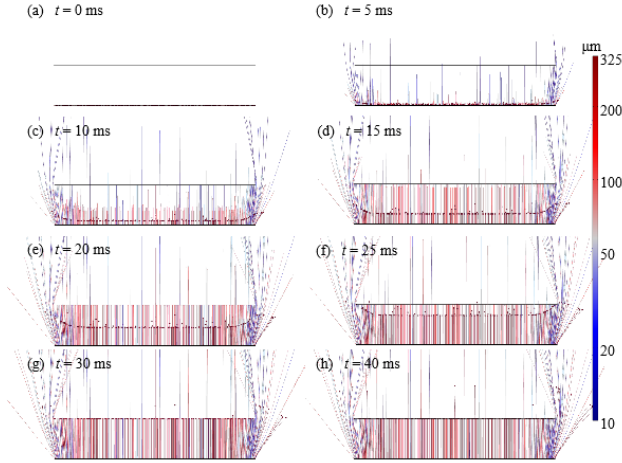 (a) t = 0 ms
(b) t = 5 ms
μm
325
200
(c) t = 10 ms
(d) t = 15 ms
100
(e) t = 20 ms
(f) t = 25 ms
50
20
(g) t = 30 ms
(h) t = 40 ms
10